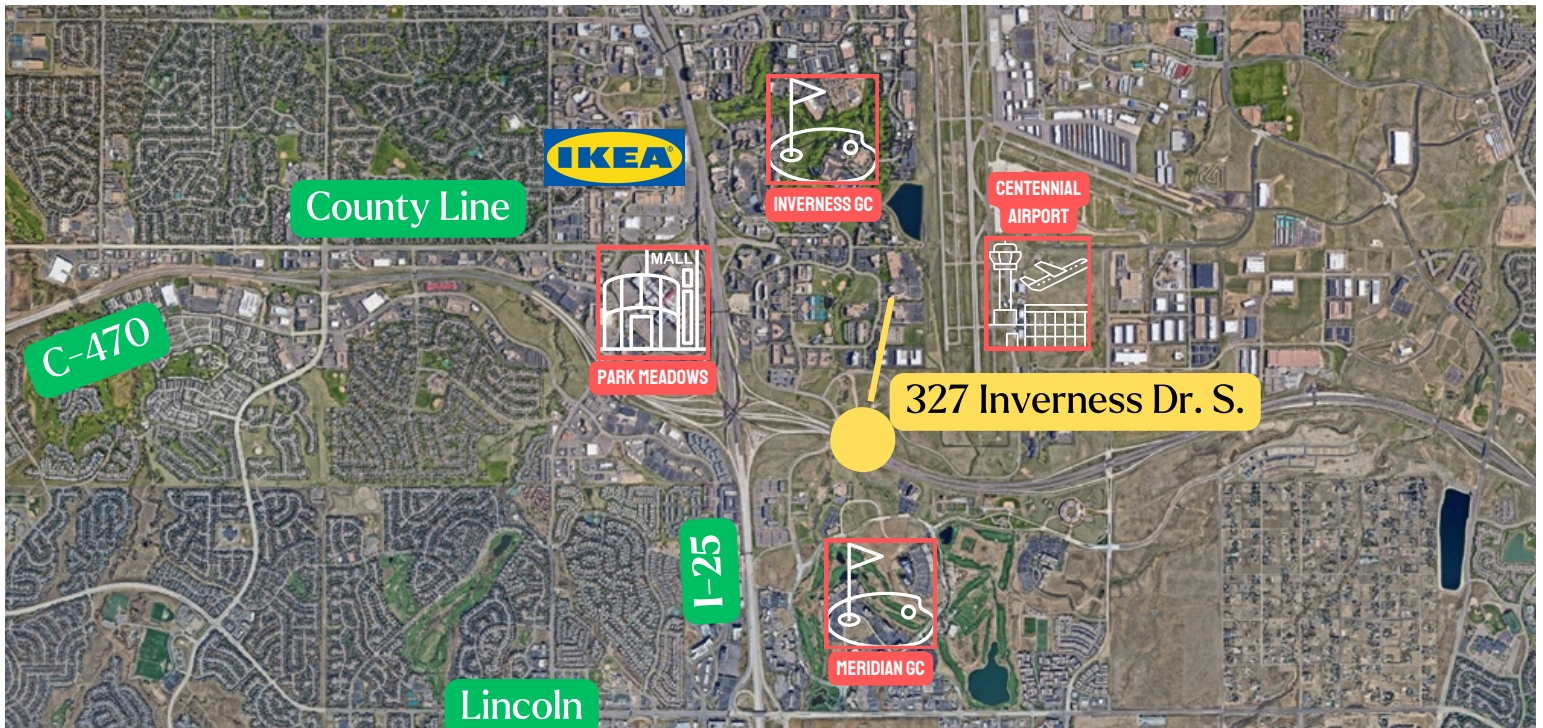 IKEA®
INVERNESS GC
CENTENNIAL
AIRPORT
County Line
MALL
PARK MEADOWS
C-470
327 Inverness Dr. S.
I-25
MERIDIAN GC
Lincoln